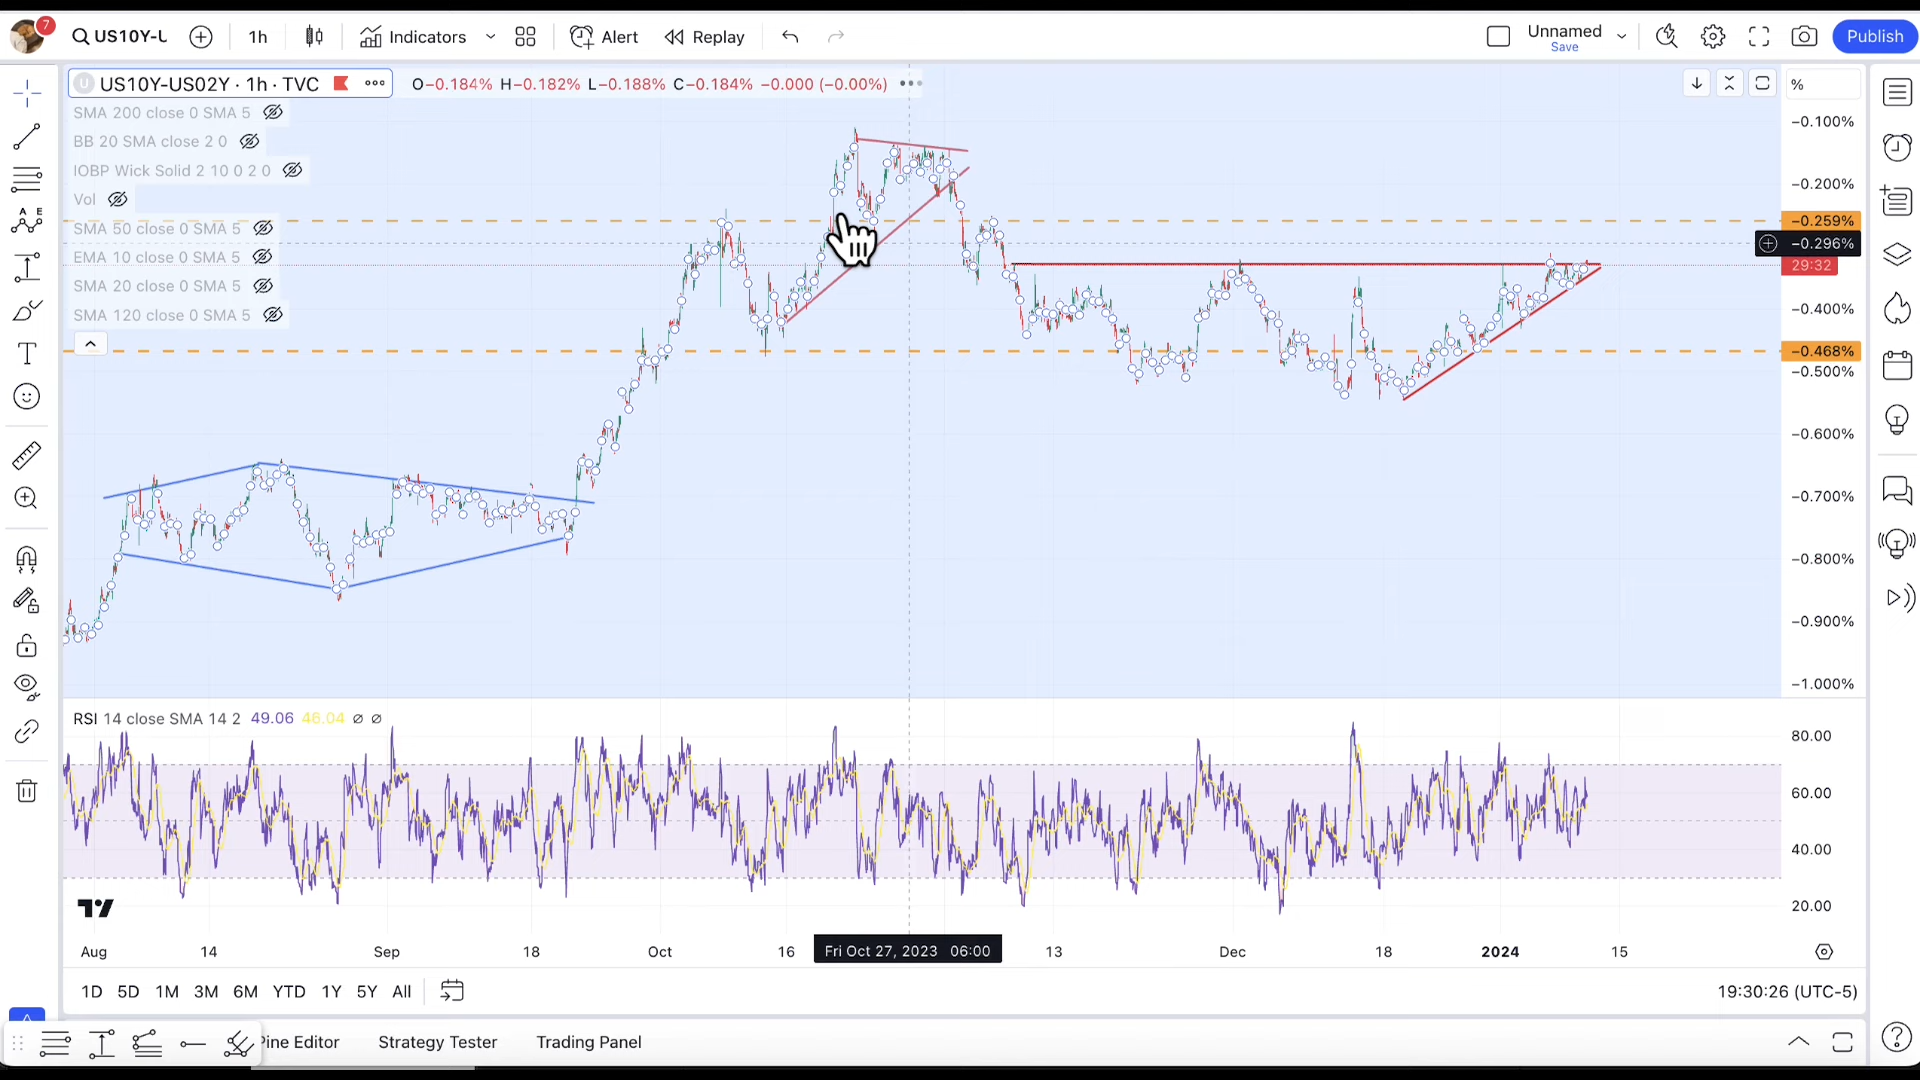 7
US10Y-U
1h
Indicators
Alert
Replay
Unnamed
Save
Publish
US10Y-US02Y · 1h · TVC
O−0.184% H−0.182% L−0.188% C−0.184% −0.000 (−0.00%)
%
SMA 200 close 0 SMA 5
BB 20 SMA close 2 0
IOBP Wick Solid 2 10 0 2 0
Vol
SMA 50 close 0 SMA 5
EMA 10 close 0 SMA 5
SMA 20 close 0 SMA 5
SMA 120 close 0 SMA 5
−0.100%
−0.200%
−0.259%
−0.296%
29:32
−0.400%
−0.468%
−0.500%
−0.600%
−0.700%
−0.800%
−0.900%
−1.000%
RSI 14 close SMA 14 2 49.06 46.04 ∅ ∅
80.00
60.00
40.00
20.00
Aug 14 Sep 18 Oct 16 Fri Oct 27, 2023 06:00 13 Dec 18 2024 15
1D 5D 1M 3M 6M YTD 1Y 5Y All
19:30:26 (UTC-5)
Pine Editor
Strategy Tester
Trading Panel